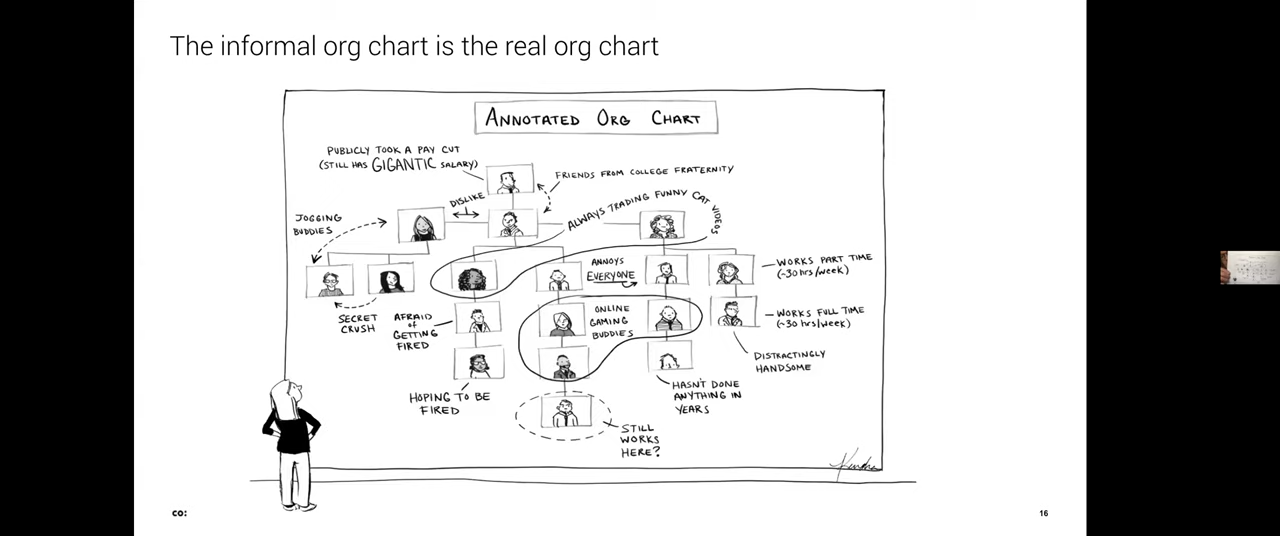 The informal org chart is the real org chart
ANNOTATED ORG CHART
PUBLICLY TOOK A PAY CUT
(STILL HAS GIGANTIC SALARY)
FRIENDS FROM COLLEGE FRATERNITY
DISLIKE
ALWAYS TRADING FUNNY CAT VIDEOS
JOGGING
BUDDIES
ANNOYS
EVERYONE
WORKS PART TIME
(~30 hrs/week)
SECRET
CRUSH
AFRAID
of
GETTING
FIRED
ONLINE
GAMING
BUDDIES
WORKS FULL TIME
(~30 hrs/week)
DISTRACTINGLY
HANDSOME
HOPING TO BE
FIRED
HASN'T DONE
ANYTHING IN
YEARS
STILL
WORKS
HERE?
co:
16